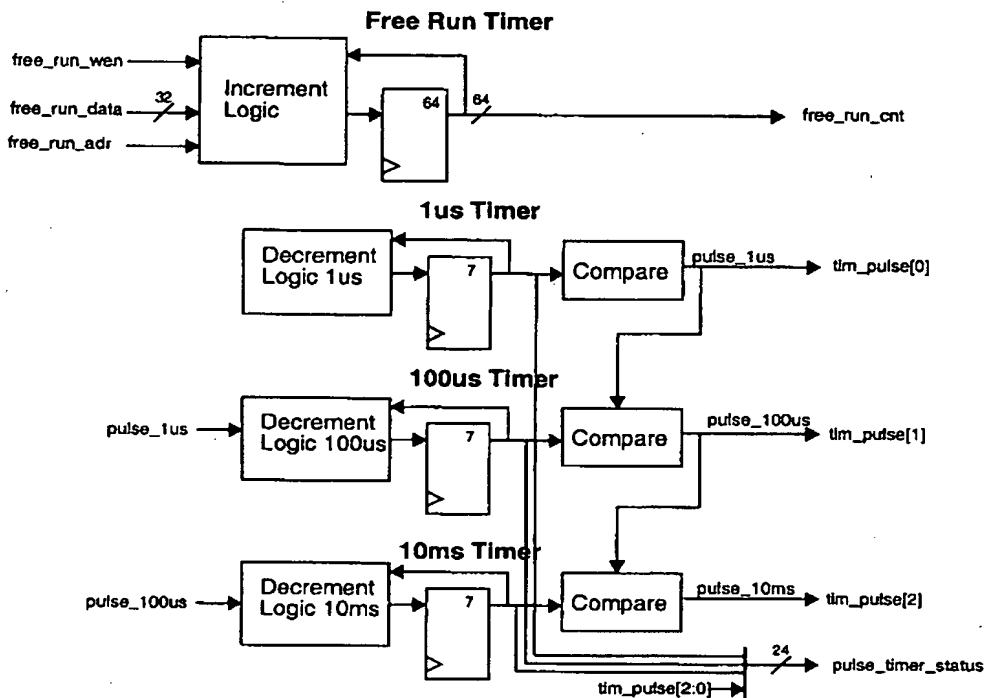 Free Run Timer
free_run_wen
free_run_data
32
free_run_adr
Increment
Logic
64
64
free_run_cnt
1us Timer
Decrement
Logic 1us
7
Compare
pulse_1us
tim_pulse[0]
100us Timer
pulse_1us
Decrement
Logic 100us
7
Compare
pulse_100us
tim_pulse[1]
10ms Timer
pulse_100us
Decrement
Logic 10ms
7
Compare
pulse_10ms
tim_pulse[2]
24
pulse_timer_status
tim_pulse[2:0]